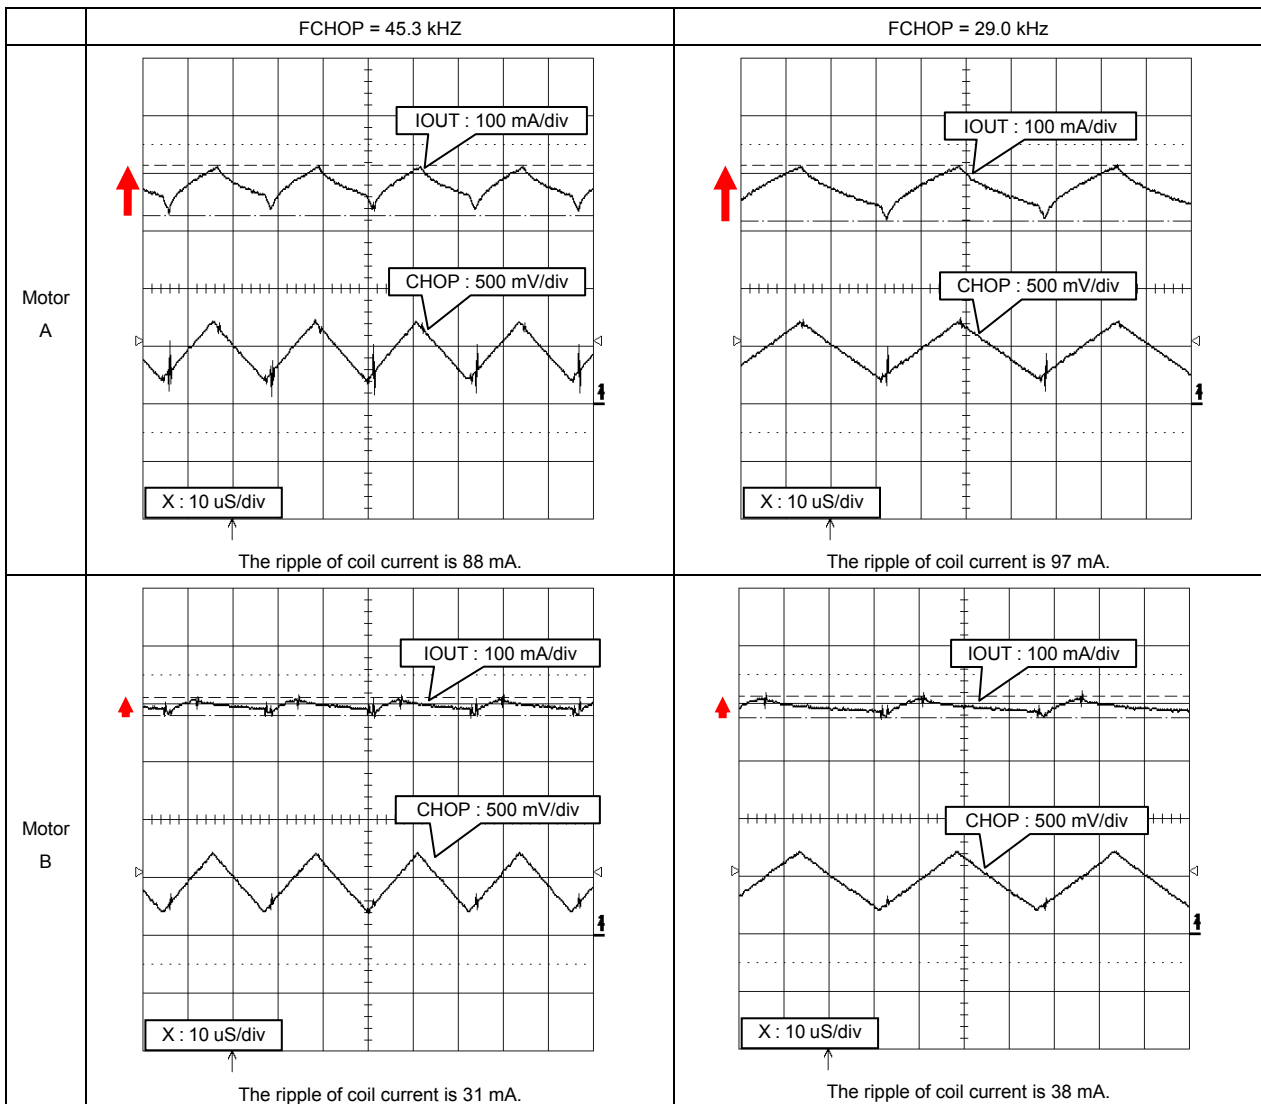 FCHOP = 45.3 kHZ
FCHOP = 29.0 kHz
Motor
A
IOUT : 100 mA/div
CHOP : 500 mV/div
X : 10 uS/div
The ripple of coil current is 88 mA.
IOUT : 100 mA/div
CHOP : 500 mV/div
X : 10 uS/div
The ripple of coil current is 97 mA.
Motor
B
IOUT : 100 mA/div
CHOP : 500 mV/div
X : 10 uS/div
The ripple of coil current is 31 mA.
IOUT : 100 mA/div
CHOP : 500 mV/div
X : 10 uS/div
The ripple of coil current is 38 mA.